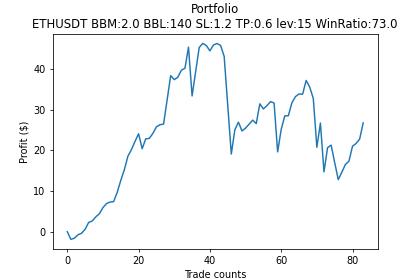 Portfolio
ETHUSDT BBM:2.0 BBL:140 SL:1.2 TP:0.6 lev:15 WinRatio:73.0
Profit ($)
40
30
20
10
0
0 20 40 60 80
Trade counts